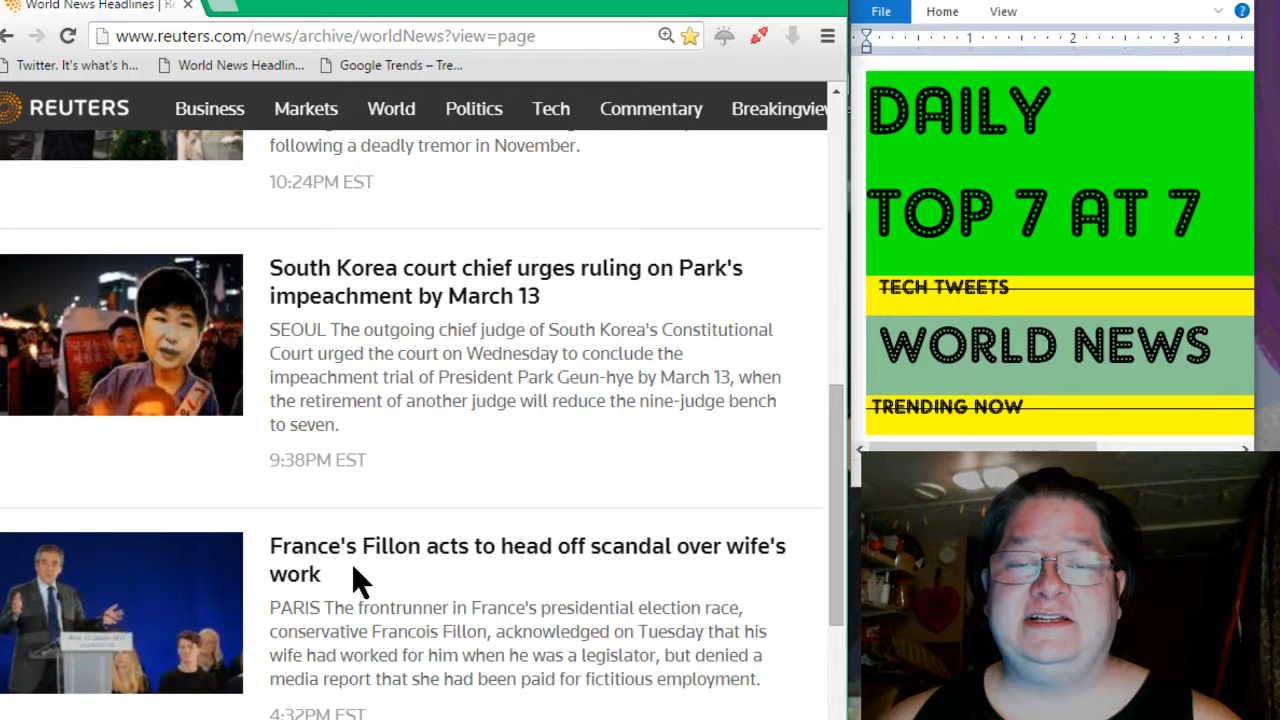 World News Headlines | Re
www.reuters.com/news/archive/worldNews?view=page
Twitter. It's what's h...
World News Headlin...
Google Trends – Tre...
REUTERS
Business
Markets
World
Politics
Tech
Commentary
Breakingview
following a deadly tremor in November.
10:24PM EST
South Korea court chief urges ruling on Park's
impeachment by March 13
SEOUL The outgoing chief judge of South Korea's Constitutional
Court urged the court on Wednesday to conclude the
impeachment trial of President Park Geun-hye by March 13, when
the retirement of another judge will reduce the nine-judge bench
to seven.
9:38PM EST
France's Fillon acts to head off scandal over wife's
work
PARIS The frontrunner in France's presidential election race,
conservative Francois Fillon, acknowledged on Tuesday that his
wife had worked for him when he was a legislator, but denied a
media report that she had been paid for fictitious employment.
4:32PM EST
File
Home
View
1
2
3
DAILY
TOP 7 AT 7
TECH TWEETS
WORLD NEWS
TRENDING NOW